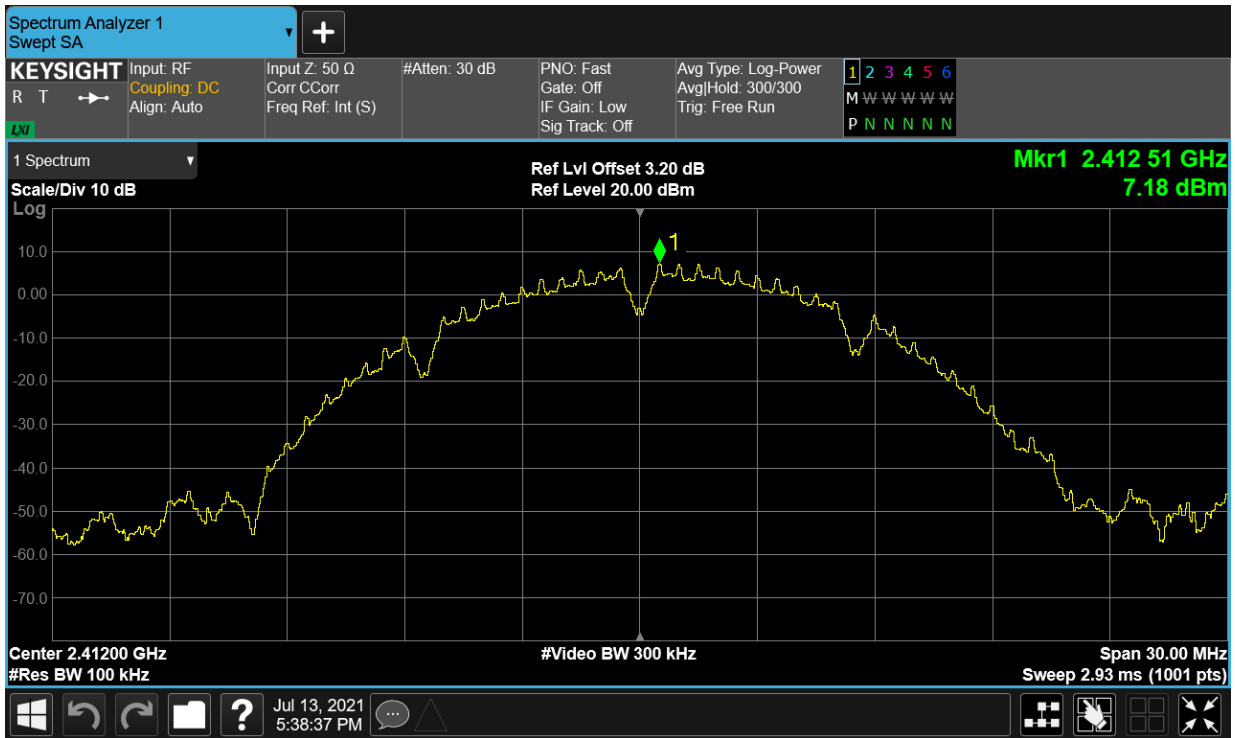 Spectrum Analyzer 1
Swept SA
KEYSIGHT
R T
LXI
Input: RF
Coupling: DC
Align: Auto
Input Z: 50 Ω
Corr CCorr
Freq Ref: Int (S)
#Atten: 30 dB
PNO: Fast
Gate: Off
IF Gain: Low
Sig Track: Off
Avg Type: Log-Power
Avg|Hold: 300/300
Trig: Free Run
1 2 3 4 5 6
M W W W W W
P N N N N N
1 Spectrum
Scale/Div 10 dB
Log
Ref Lvl Offset 3.20 dB
Ref Level 20.00 dBm
Mkr1 2.412 51 GHz
7.18 dBm
1
10.0
0.00
-10.0
-20.0
-30.0
-40.0
-50.0
-60.0
-70.0
Center 2.41200 GHz
#Res BW 100 kHz
#Video BW 300 kHz
Span 30.00 MHz
Sweep 2.93 ms (1001 pts)
?
Jul 13, 2021
5:38:37 PM